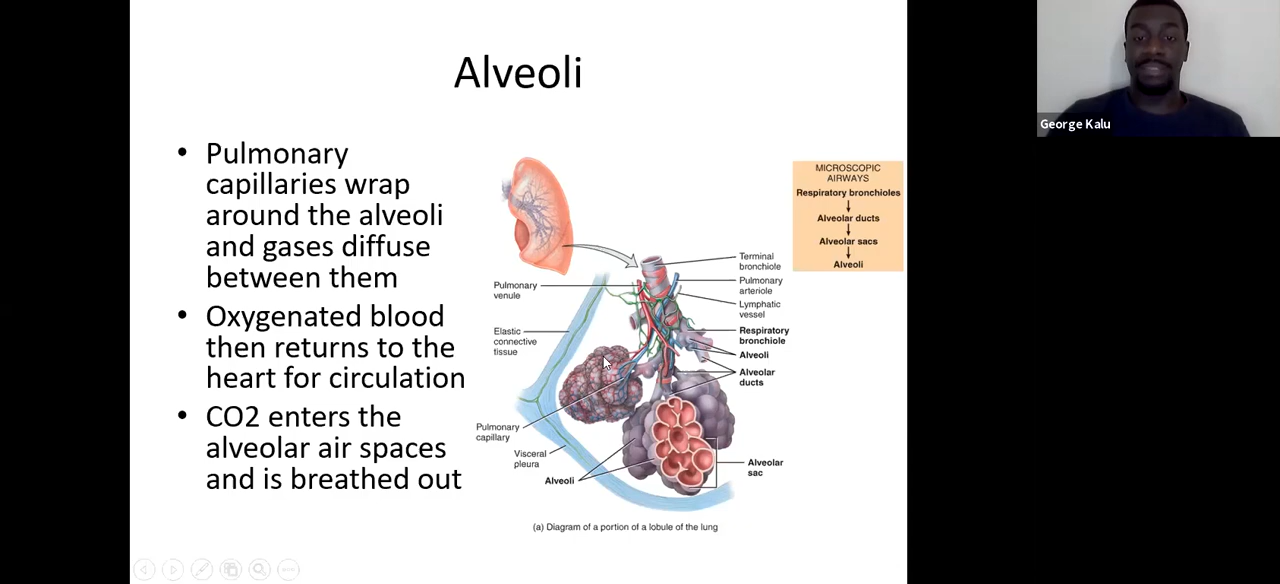 Alveoli
• Pulmonary
capillaries wrap
around the alveoli
and gases diffuse
between them
• Oxygenated blood
then returns to the
heart for circulation
• CO2 enters the
alveolar air spaces
and is breathed out
MICROSCOPIC
AIRWAYS
Respiratory bronchioles
Alveolar ducts
Alveolar sacs
Alveoli
Terminal
bronchiole
Pulmonary
arteriole
Lymphatic
vessel
Respiratory
bronchiole
Alveoli
Alveolar
ducts
Alveolar
sac
Pulmonary
venule
Elastic
connective
tissue
Pulmonary
capillary
Visceral
pleura
Alveoli
(a) Diagram of a portion of a lobule of the lung
George Kalu